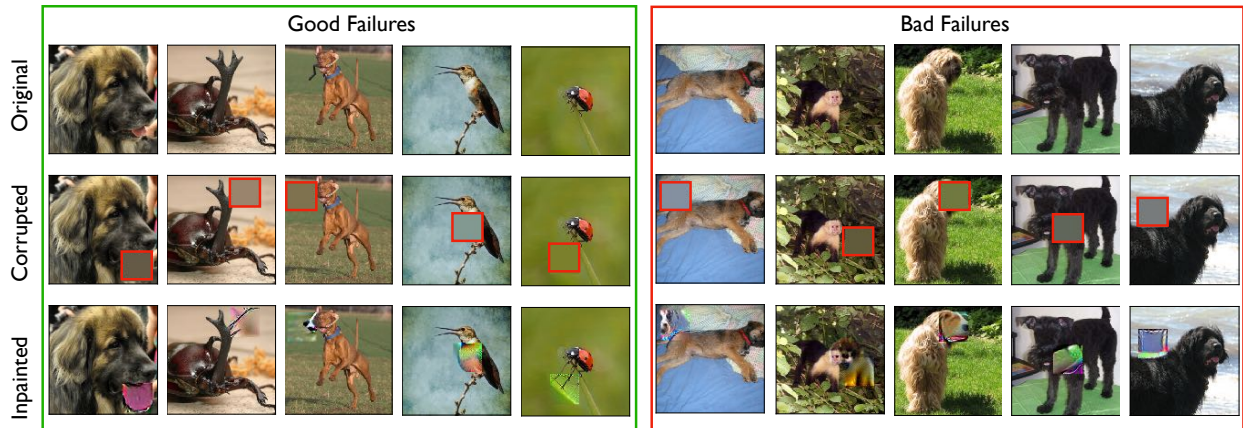 Good Failures
Bad Failures
Original
Corrupted
Inpainted